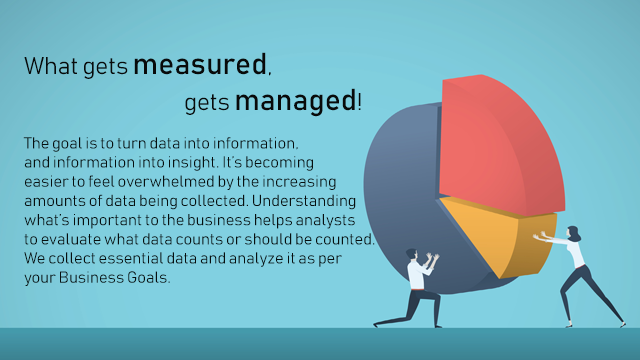 What gets measured,
gets managed!
The goal is to turn data into information,
and information into insight. It's becoming
easier to feel overwhelmed by the increasing
amounts of data being collected. Understanding
what's important to the business helps analysts
to evaluate what data counts or should be counted.
We collect essential data and analyze it as per
your Business Goals.